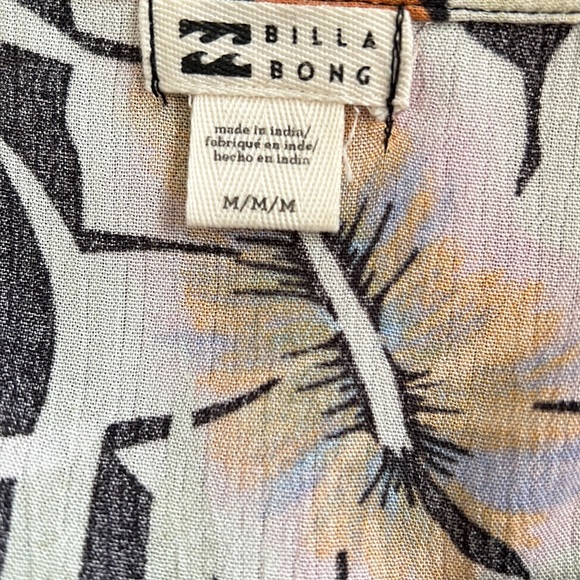 BILLA
BONG
made in india/
fabriqué en inde/
hecho en india
M/M/M